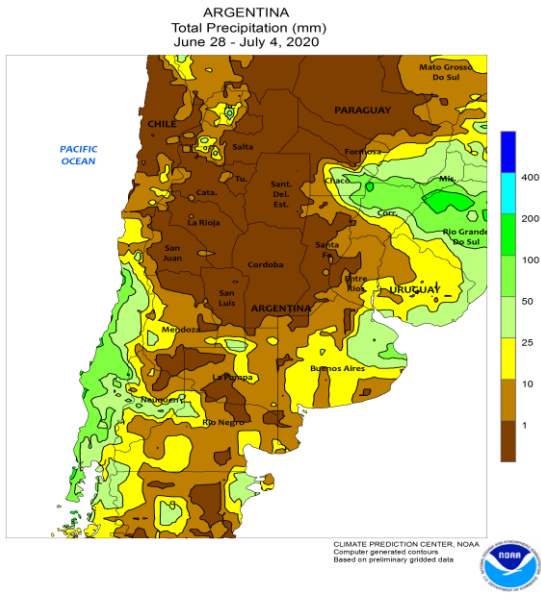 ARGENTINA
Total Precipitation (mm)
June 28 - July 4, 2020
Mato Grosso
Do Sul
PARAGUAY
CHILE
PACIFIC
OCEAN
Salta
Formosa
Tu.
Chaco
Mis.
Cata.
Sant.
Del.
Est.
Corr.
La Rioja
Rio Grande
Do Sul
San
Juan
Santa
Fe
Cordoba
Entre
Rios
San
Luis
URUGUAY
ARGENTINA
Mendoza
Buenos Aires
La Pampa
Neuquen
Rio Negro
400
200
100
50
25
10
1
CLIMATE PREDICTION CENTER, NOAA
Computer generated contours
Based on preliminary gridded data
NOAA